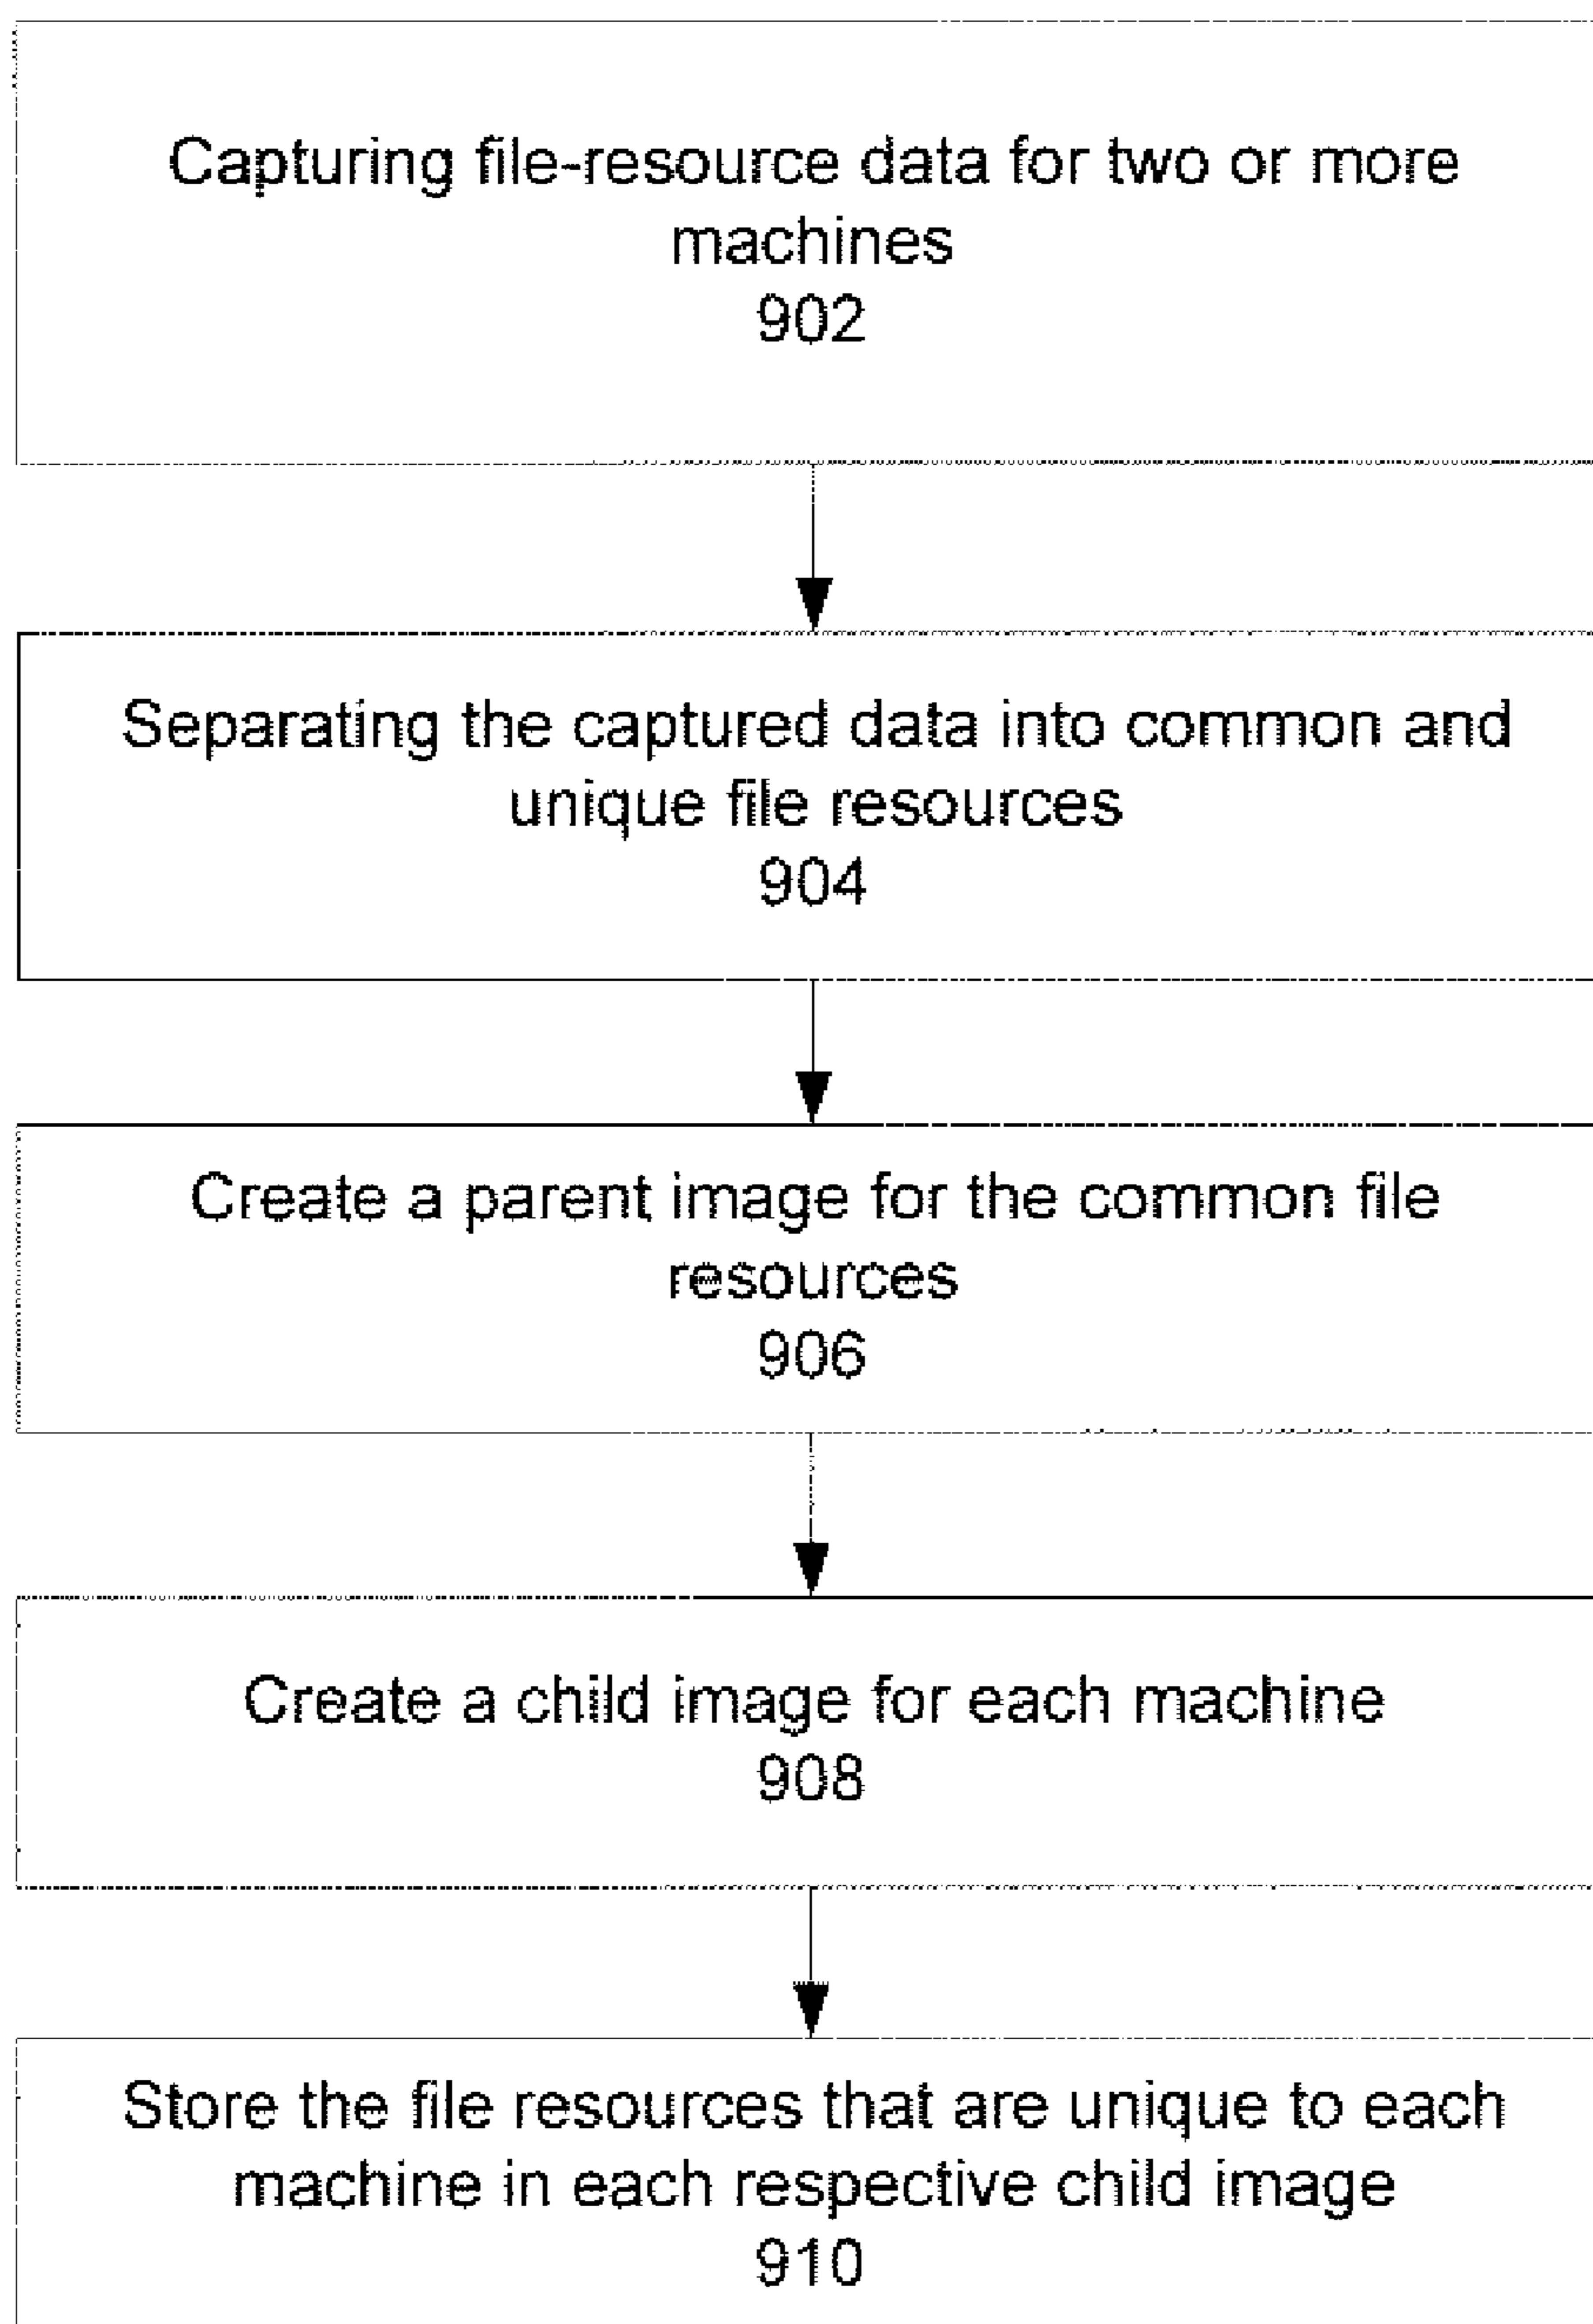 Capturing file-resource data for two or more
machines
902
Separating the captured data into common and
unique file resources
904
Create a parent image for the common file
resources
906
Create a child image for each machine
908
Store the file resources that are unique to each
machine in each respective child image
910